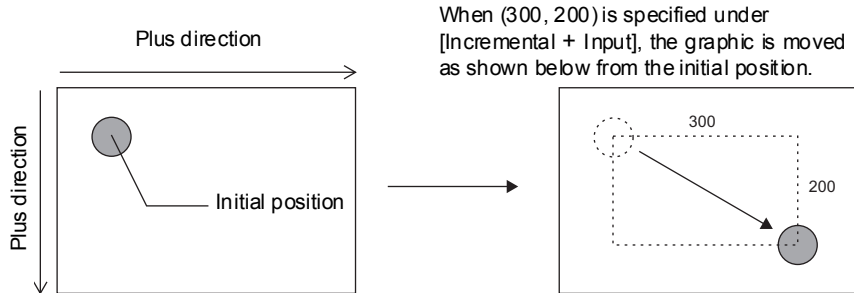 When (300, 200) is specified under
[Incremental + Input], the graphic is moved
as shown below from the initial position.
Plus direction
Plus direction
Initial position
300
200